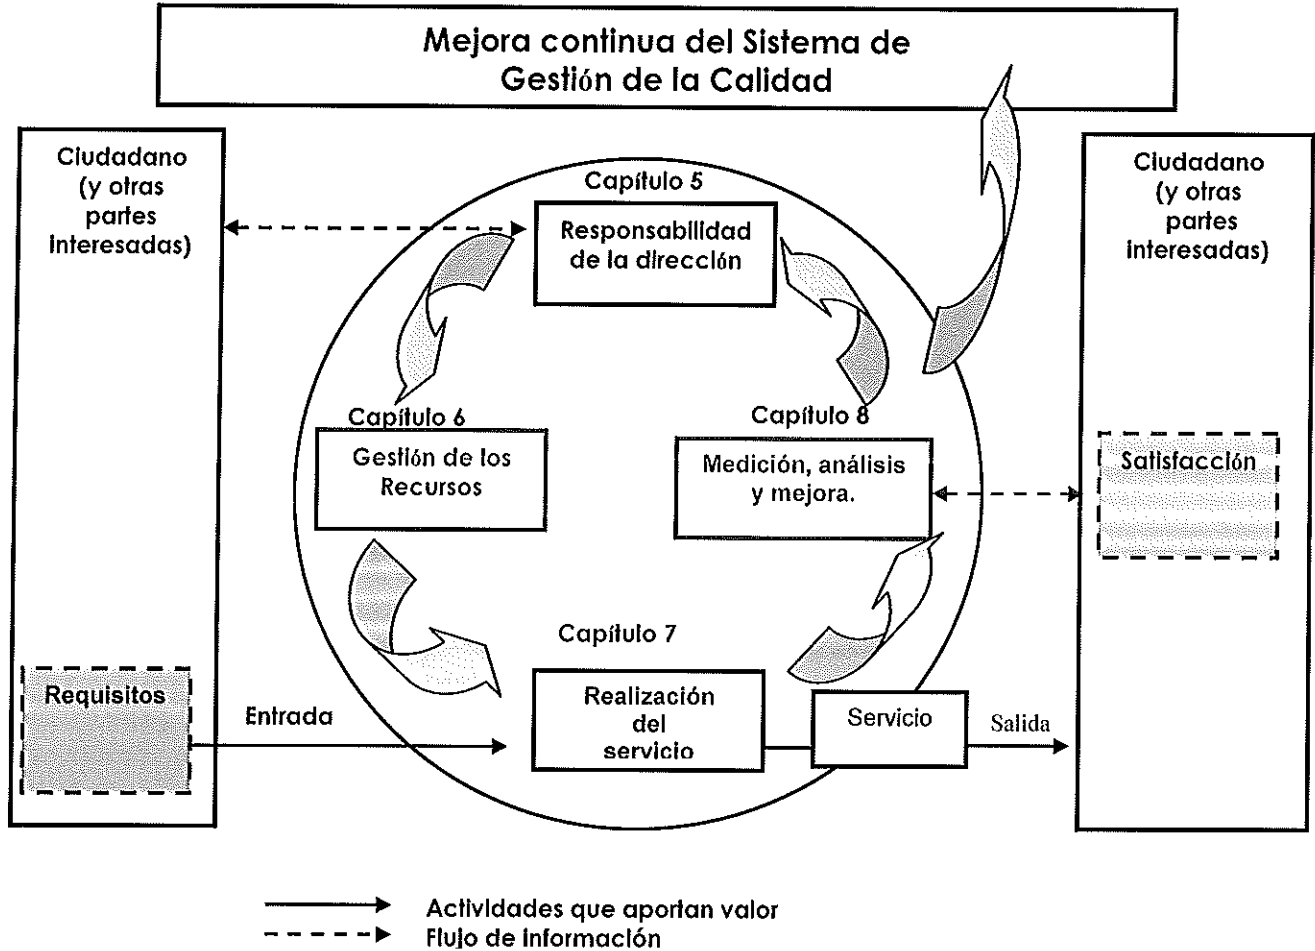 Mejora continua del Sistema de
Gestión de la Calidad
Ciudadano
(y otras
partes
interesadas)
Capítulo 5
Responsabilidad
de la dirección
Ciudadano
(y otras
partes
interesadas)
Capítulo 6
Gestión de los
Recursos
Capítulo 8
Medición, análisis
y mejora.
Satisfacción
Capítulo 7
Realización
del
servicio
Requisitos
Entrada
Servicio
Salida
Actividades que aportan valor
Flujo de información